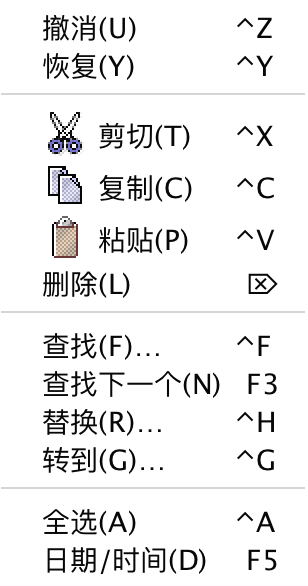 撤消(U) ^Z
恢复(Y) ^Y
剪切(T) ^X
复制(C) ^C
粘贴(P) ^V
删除(L) ⌦
查找(F)... ^F
查找下一个(N) F3
替换(R)... ^H
转到(G)... ^G
全选(A) ^A
日期/时间(D) F5